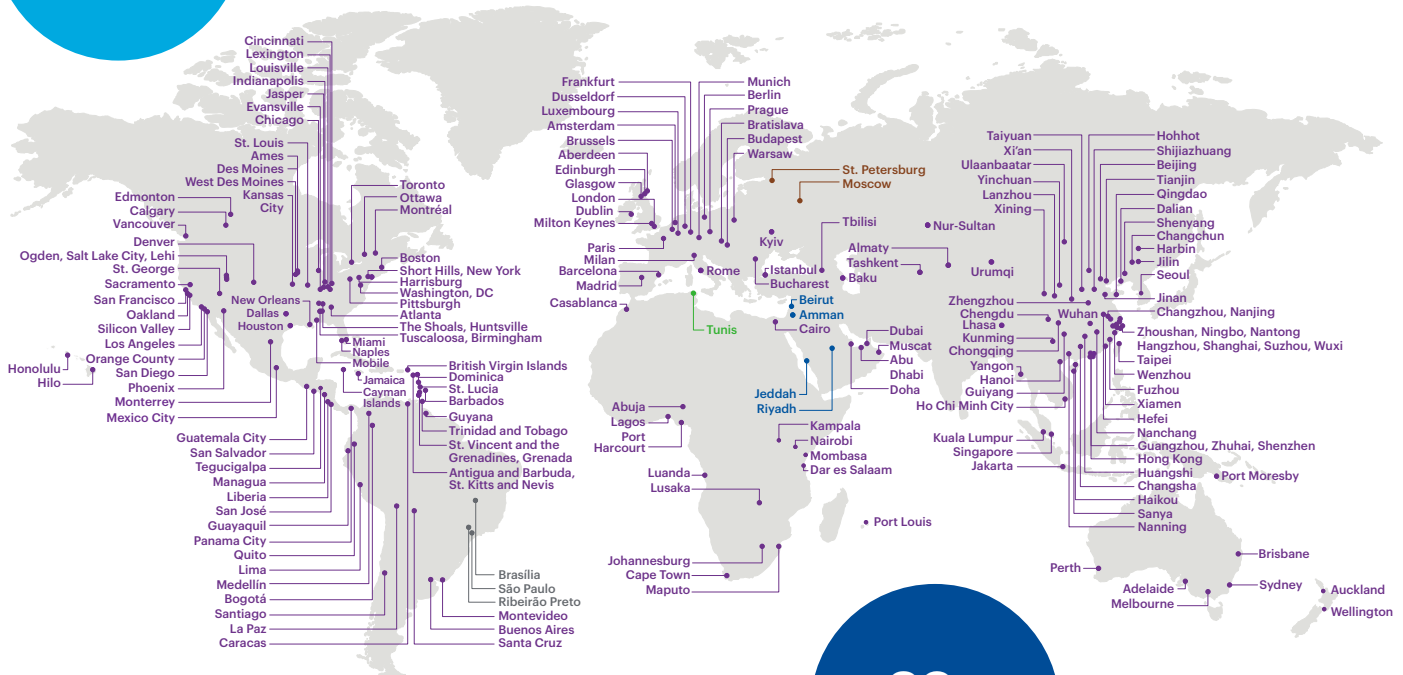 Cincinnati
Lexington
Louisville
Indianapolis
Jasper
Evansville
Chicago
St. Louis
Ames
Des Moines
West Des Moines
Kansas
City
Edmonton
Calgary
Vancouver
Denver
Ogden, Salt Lake City, Lehi
St. George
Sacramento
San Francisco
Oakland
Silicon Valley
Los Angeles
Orange County
San Diego
Phoenix
Monterrey
Mexico City
Honolulu
Hilo
New Orleans
Dallas
Houston
Toronto
Ottawa
Montréal
Boston
Short Hills, New York
Harrisburg
Washington, DC
Pittsburgh
Atlanta
The Shoals, Huntsville
Tuscaloosa, Birmingham
Miami
Naples
Mobile
Jamaica
Cayman
Islands
British Virgin Islands
Dominica
St. Lucia
Barbados
Guyana
Trinidad and Tobago
St. Vincent and the
Grenadines, Grenada
Antigua and Barbuda,
St. Kitts and Nevis
Guatemala City
San Salvador
Tegucigalpa
Managua
Liberia
San José
Guayaquil
Panama City
Quito
Lima
Medellín
Bogotá
Santiago
La Paz
Caracas
Brasília
São Paulo
Ribeirão Preto
Montevideo
Buenos Aires
Santa Cruz
Frankfurt
Dusseldorf
Luxembourg
Amsterdam
Brussels
Aberdeen
Edinburgh
Glasgow
London
Dublin
Milton Keynes
Paris
Milan
Barcelona
Madrid
Casablanca
Munich
Berlin
Prague
Bratislava
Budapest
Warsaw
St. Petersburg
Moscow
Kyiv
Tbilisi
Rome
Istanbul
Bucharest
Baku
Almaty
Tashkent
Nur-Sultan
Urumqi
Tunis
Beirut
Amman
Cairo
Dubai
Muscat
Abu
Dhabi
Doha
Jeddah
Riyadh
Abuja
Lagos
Port
Harcourt
Kampala
Nairobi
Mombasa
Dar es Salaam
Luanda
Lusaka
Port Louis
Johannesburg
Cape Town
Maputo
Taiyuan
Xi'an
Ulaanbaatar
Yinchuan
Lanzhou
Xining
Hohhot
Shijiazhuang
Beijing
Tianjin
Qingdao
Dalian
Shenyang
Changchun
Harbin
Jilin
Seoul
Jinan
Changzhou, Nanjing
Zhengzhou
Chengdu
Wuhan
Lhasa
Kunming
Chongqing
Yangon
Hanoi
Guiyang
Ho Chi Minh City
Kuala Lumpur
Singapore
Jakarta
Zhoushan, Ningbo, Nantong
Hangzhou, Shanghai, Suzhou, Wuxi
Taipei
Wenzhou
Fuzhou
Xiamen
Hefei
Nanchang
Guangzhou, Zhuhai, Shenzhen
Hong Kong
Huangshi
Changsha
Haikou
Sanya
Nanning
Port Moresby
Perth
Adelaide
Melbourne
Brisbane
Sydney
Auckland
Wellington